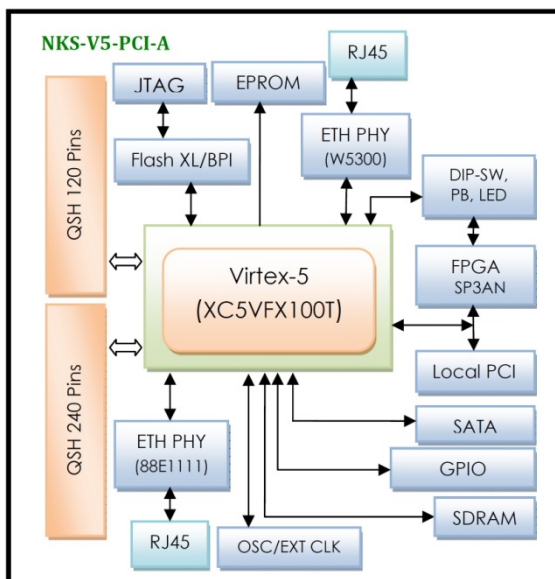 NKS-V5-PCI-A
RJ45
JTAG
EPROM
ETH PHY
(W5300)
QSH 120 Pins
Flash XL/BPI
DIP-SW,
PB, LED
Virtex-5
(XC5VFX100T)
FPGA
SP3AN
Local PCI
QSH 240 Pins
ETH PHY
(88E1111)
SATA
GPIO
SDRAM
RJ45
OSC/EXT CLK